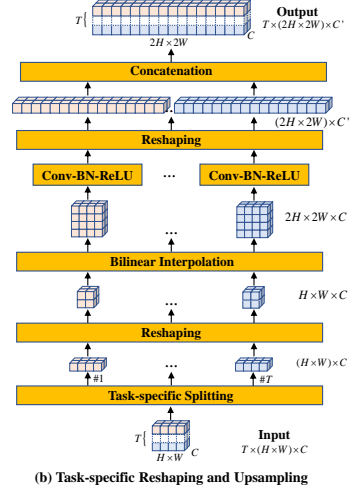 T{
Output
T×(2H×2W)×C'
2H×2W
C
Concatenation
...
(2H×2W)×C'
Reshaping
Conv-BN-ReLU ... Conv-BN-ReLU
2H×2W×C
...
Bilinear Interpolation
...
H×W×C
Reshaping
...
(H×W)×C
#1 #T
Task-specific Splitting
...
T{
C
H×W
Input
T×(H×W)×C
(b) Task-specific Reshaping and Upsampling